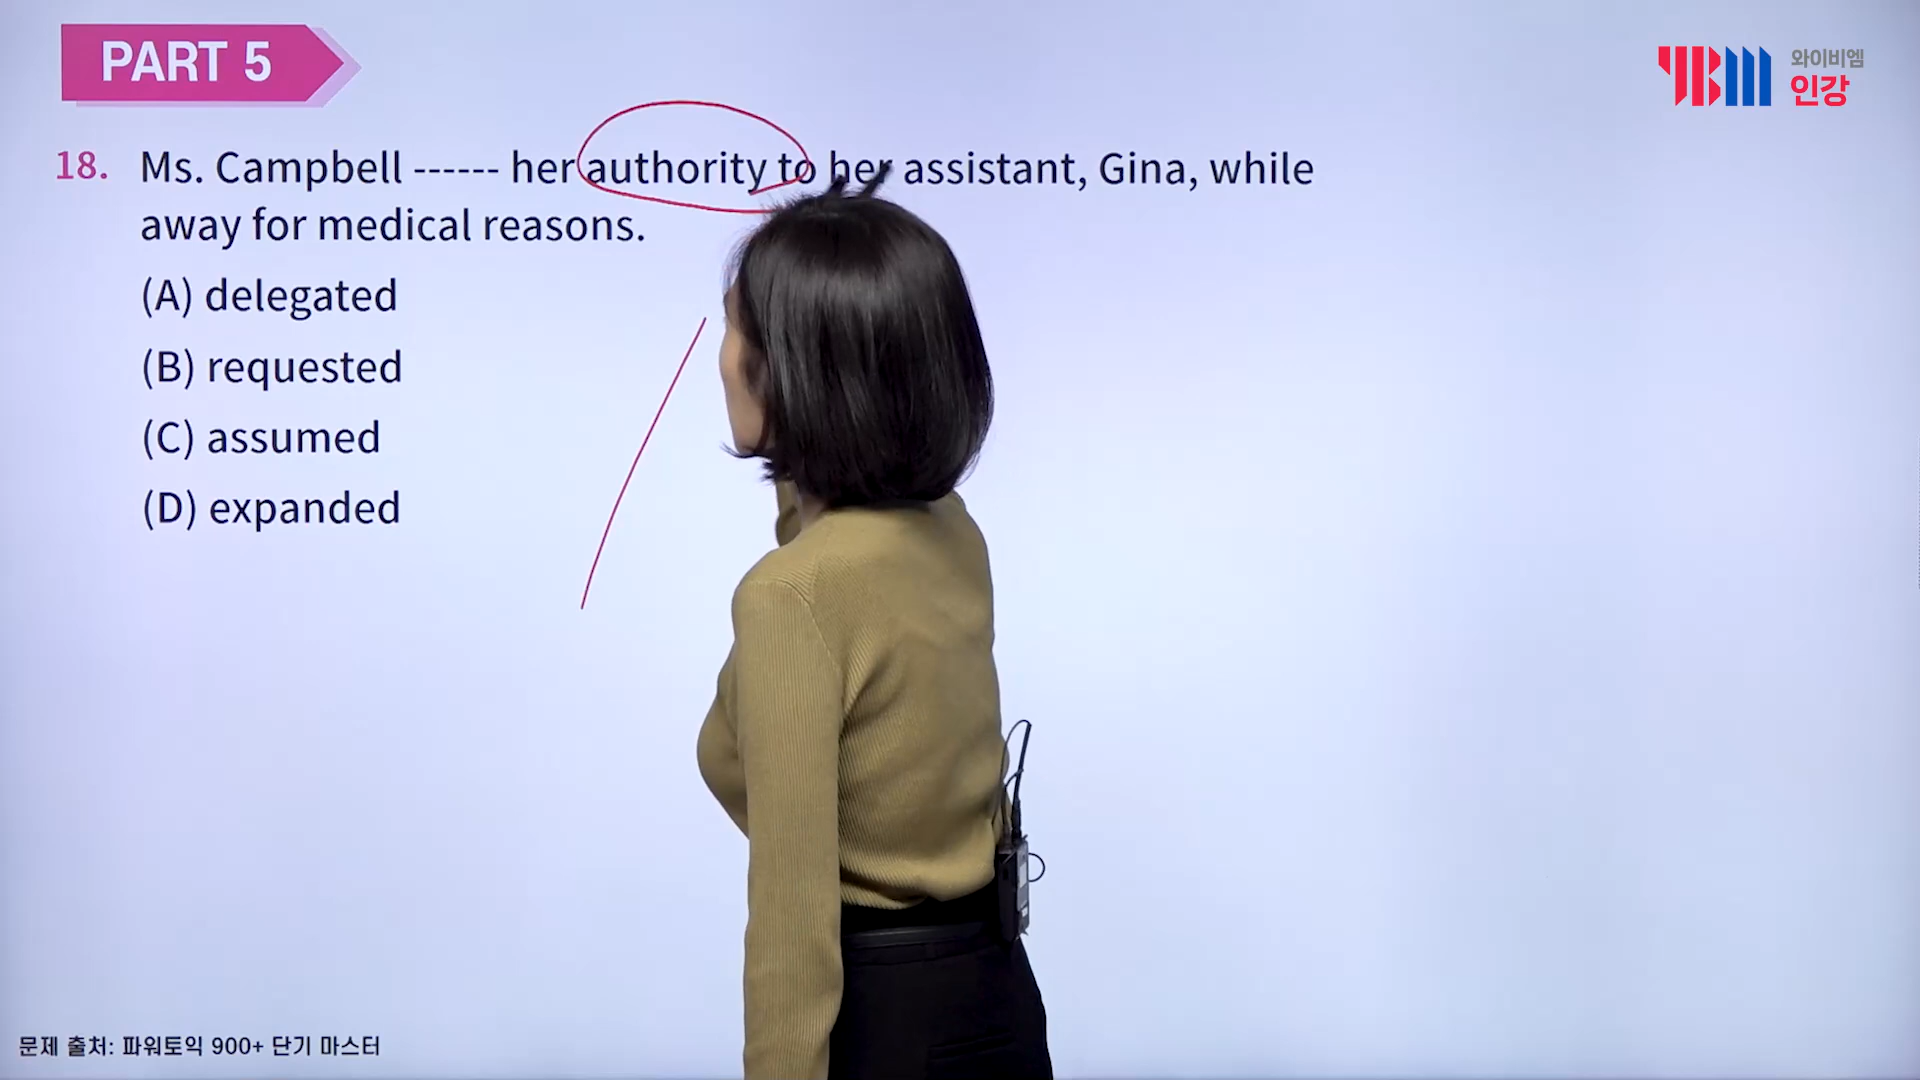 PART 5
YBM 와이비엠
인강
18. Ms. Campbell ------ her authority to her assistant, Gina, while
away for medical reasons.
(A) delegated
(B) requested
(C) assumed
(D) expanded
문제 출처: 파워토익 900+ 단기 마스터